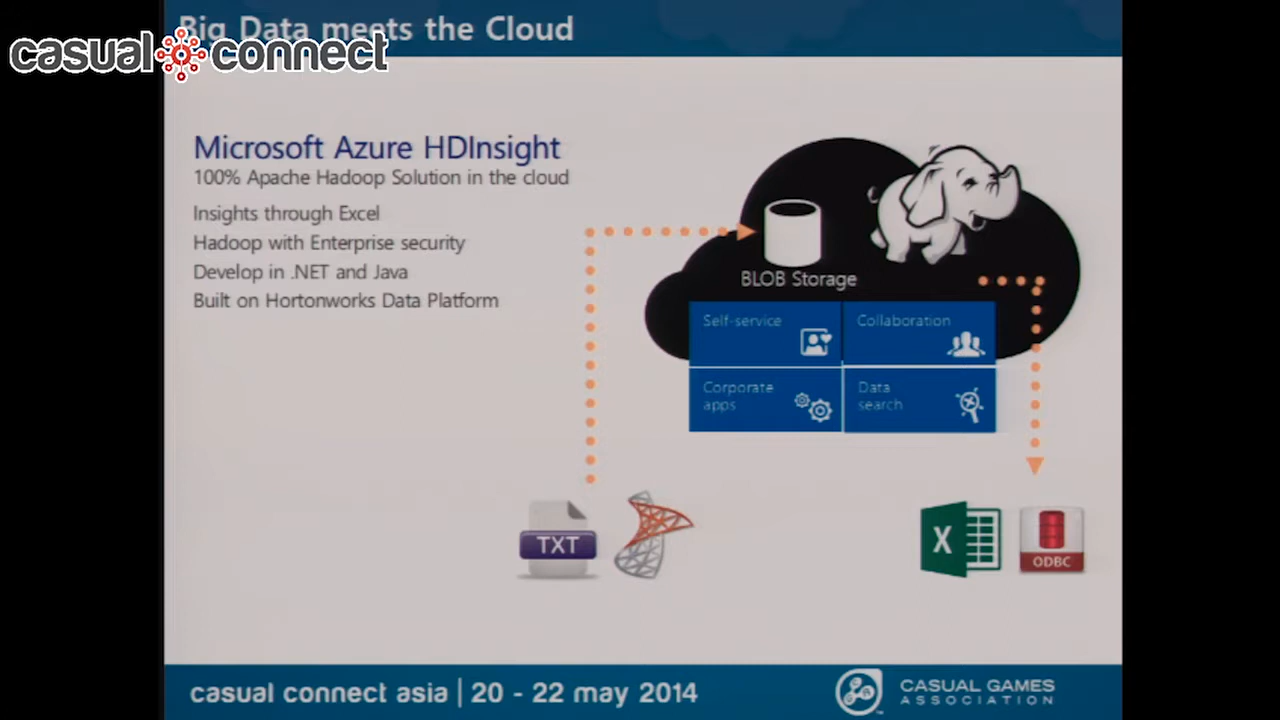 Big Data meets the Cloud
casual connect
Microsoft Azure HDInsight
100% Apache Hadoop Solution in the cloud
Insights through Excel
Hadoop with Enterprise security
Develop in .NET and Java
Built on Hortonworks Data Platform
BLOB Storage
Self-service
Collaboration
Corporate
apps
Data
search
TXT
X
ODBC
casual connect asia | 20 - 22 may 2014
CASUAL GAMES
ASSOCIATION